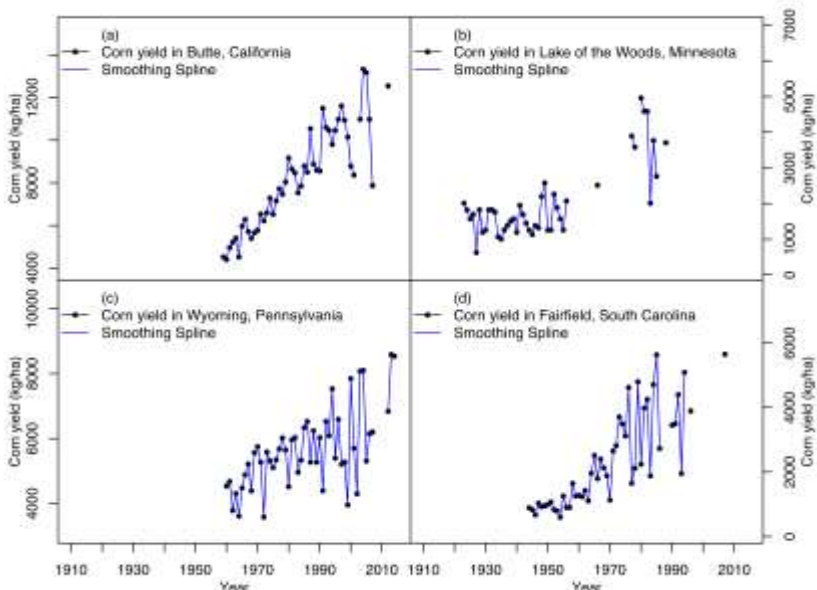 (a)
Corn yield in Butte, California
Smoothing Spline
Corn yield (kg/ha)
4000 8000 12000
(b)
Corn yield in Lake of the Woods, Minnesota
Smoothing Spline
Corn yield (kg/ha)
0 1000 3000 5000 7000
(c)
Corn yield in Wyoming, Pennsylvania
Smoothing Spline
Corn yield (kg/ha)
4000 6000 8000 10000
(d)
Corn yield in Fairfield, South Carolina
Smoothing Spline
Corn yield (kg/ha)
0 2000 4000 6000
1910 1930 1950 1970 1990 2010
Year
1910 1930 1950 1970 1990 2010
Year